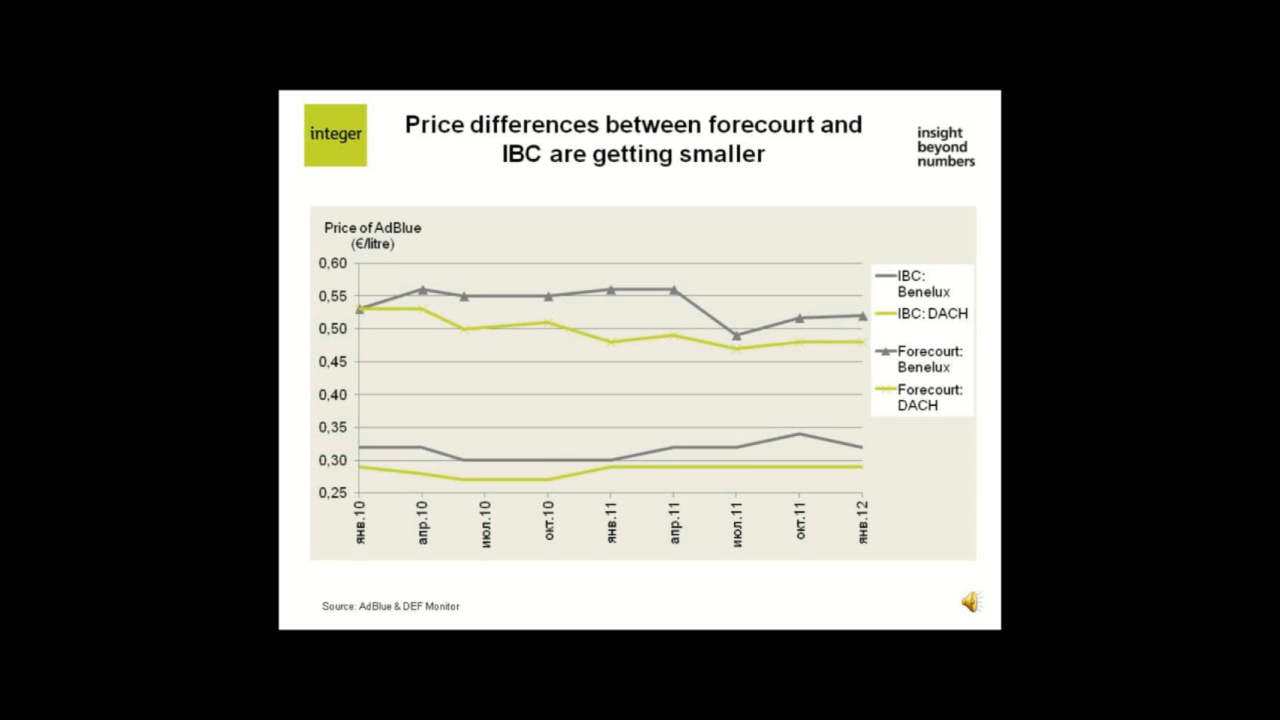 integer
Price differences between forecourt and
IBC are getting smaller
insight
beyond
numbers
Price of AdBlue
(€/litre)
0,60
0,55
0,50
0,45
0,40
0,35
0,30
0,25
янв.10
апр.10
июл.10
окт.10
янв.11
апр.11
июл.11
окт.11
янв.12
IBC:
Benelux
IBC: DACH
Forecourt:
Benelux
Forecourt:
DACH
Source: AdBlue & DEF Monitor